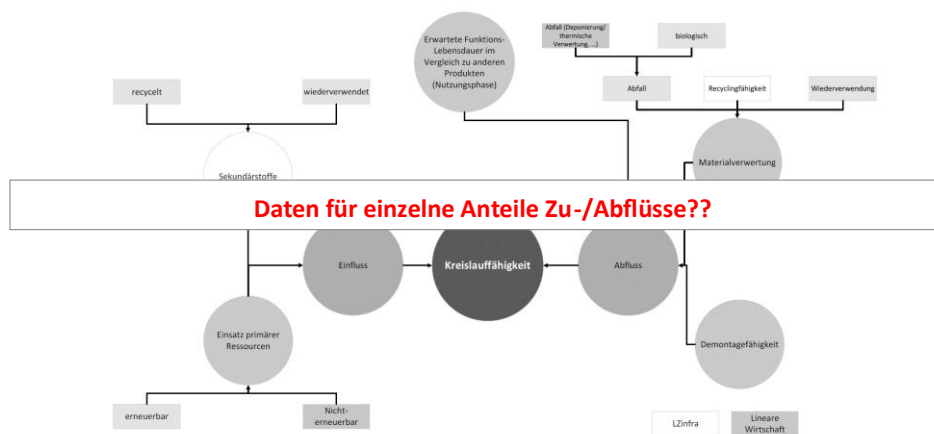 Erwartete Funktions-
Lebensdauer im
Vergleich zu anderen
Produkten
(Nutzungsphase)
Abfall (Deponierung/
thermische
Verwertung, ...)
biologisch
recycelt
wiederverwendet
Abfall
Recyclingfähigkeit
Wiederverwendung
Sekundärstoffe
Materialverwertung
Daten für einzelne Anteile Zu-/Abflüsse??
Einfluss
Kreislauffähigkeit
Abfluss
Einsatz primärer
Ressourcen
Demontagefähigkeit
erneuerbar
Nicht-
erneuerbar
LZinfra
Lineare
Wirtschaft